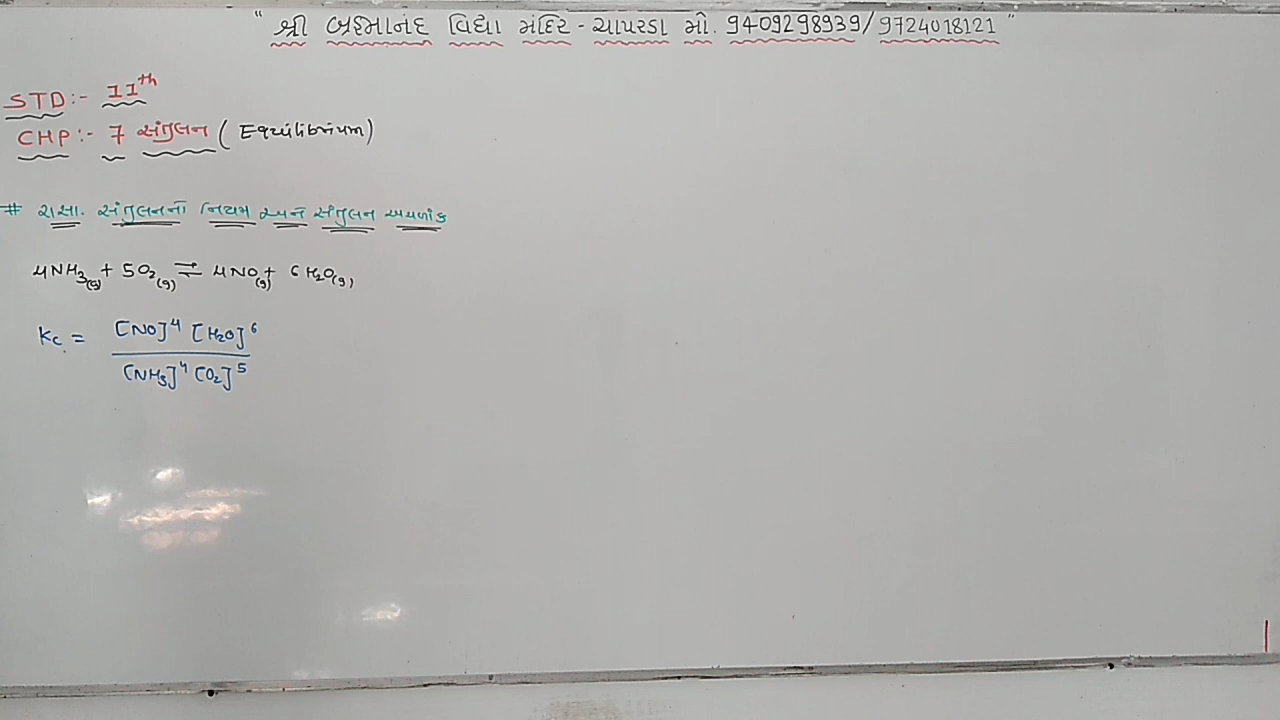 " શ્રી બ્રહ્માનંદ વિદ્યા મંદિર - ચાપરડા મો. 9409298939/9724018121 "
STD:- 11th
CHP:- 7 સંતુલન ( Equilibrium)
# રાસા. સંતુલનનો નિયમ અને સંતુલન અચળાંક
4NH₃(g) + 5O₂(g) ⇌ 4NO(g) + 6H₂O(g)
Kc = [NO]⁴ [H₂O]⁶
[NH₃]⁴ [O₂]⁵